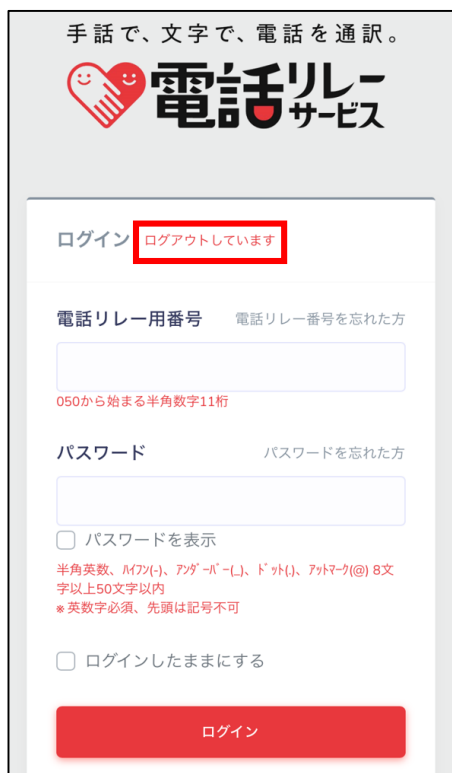 手話で、文字で、電話を通訳。
電話リレー
サービス
ログイン ログアウトしています
電話リレー用番号 電話リレー番号を忘れた方
050から始まる半角数字11桁
パスワード パスワードを忘れた方
パスワードを表示
半角英数、ﾊｲﾌﾝ(-)、ｱﾝﾀﾞｰﾊﾞｰ(_)、ﾄﾞｯﾄ(.)、ｱｯﾄﾏｰｸ(@) 8文
字以上50文字以内
※英数字必須、先頭は記号不可
ログインしたままにする
ログイン